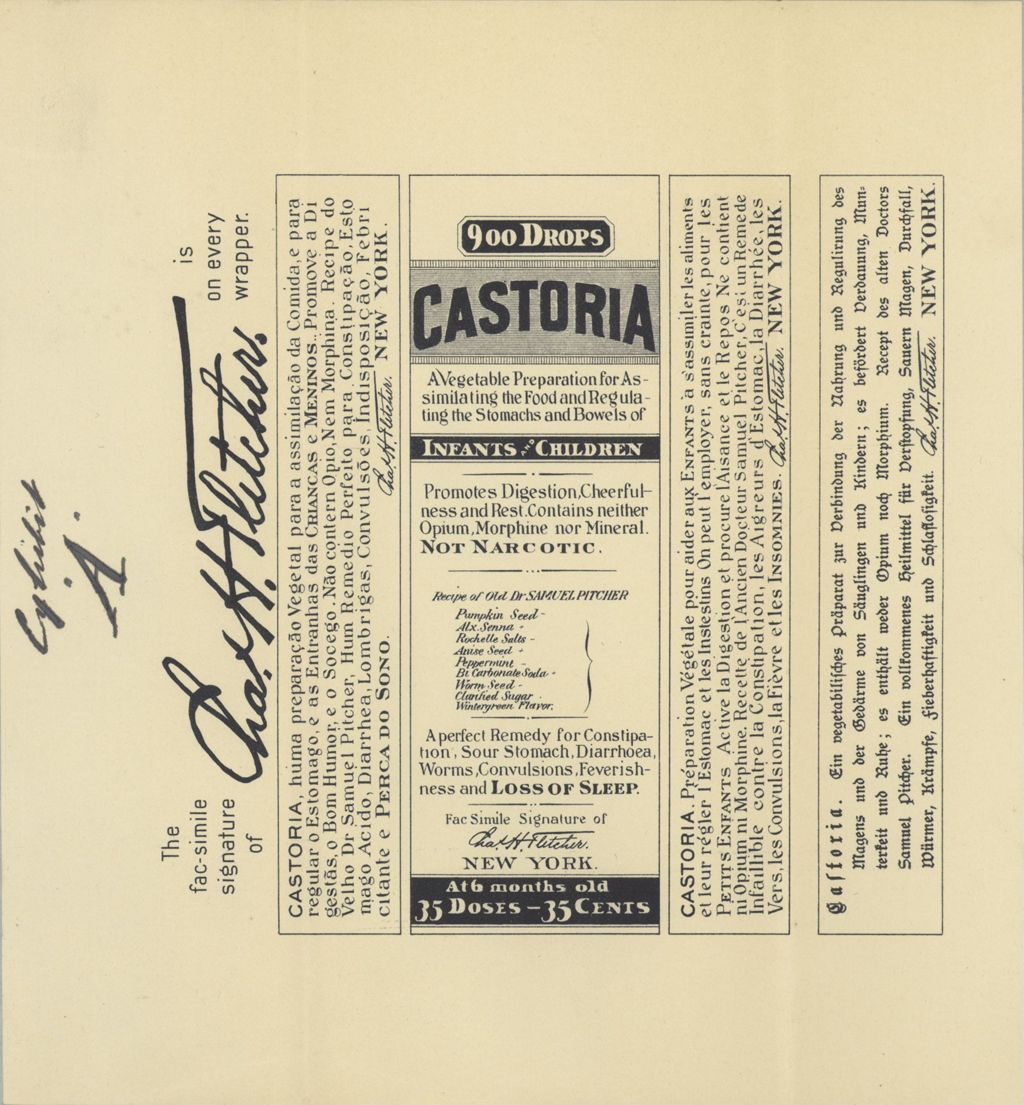 Exhibit
A.
The
fac-simile
signature
of
Chas H. Fletcher.
is
on every
wrapper.
CASTORIA, huma preparação Vegetal para a assimilação da Comida, e para
regular o Estomago, e as Entranhas das CRIANCAS e MENINOS. Promove a Di
gestãs, o Bom Humor, e o Socego. Não contern Opio, Nem Morphina. Recipe do
Velho Dr Samuel Pitcher, Hum Remedio Perfeito para Constipação, Esto
mago Acido, Diarrhea, Lombrigas, Convulsões, Indisposição, Febri
citante e PERCA DO SONO. Chas H. Fletcher. NEW YORK.
900 DROPS
CASTORIA
A Vegetable Preparation for As-
similating the Food and Regula-
ting the Stomachs and Bowels of
INFANTS AND CHILDREN
Promotes Digestion, Cheerful-
ness and Rest. Contains neither
Opium, Morphine nor Mineral.
NOT NARCOTIC.
Recipe of Old Dr SAMUEL PITCHER
Pumpkin Seed -
Alx. Senna +
Rochelle Salts -
Anise Seed +
Peppermint -
Bi Carbonate Soda -
Worm Seed -
Clarified Sugar .
Wintergreen Flavor.
A perfect Remedy for Constipa-
tion, Sour Stomach, Diarrhoea,
Worms, Convulsions, Feverish-
ness and LOSS OF SLEEP.
Fac Simile Signature of
Chas H. Fletcher.
NEW YORK.
At 6 months old
35 DOSES – 35 CENTS
CASTORIA. Préparation Végétale pour aider aux ENFANTS à s'assimiler les aliments
et leur régler l'Estomac et les Instestins On peut l'employer, sans crainte, pour les
PETITS ENFANTS Active la Digestion et procure l'Aisance et le Repos Ne contient
ni Opium ni Morphine. Recette de l'Ancien Docteur Samuel Pitcher, C'est un Remede
Infaillible contre la Constipation, les Aigreurs d'Estomac, la Diarrhée, les
Vers, les Convulsions, la Fièvre et les INSOMNIES. Chas H. Fletcher. NEW YORK.
Castoria. Ein vegetabilisches Präparat zur Verbindung der Nahrung und Regulirung des
Magens und der Gedärme von Säuglingen und Kindern; es befördert Verdauung, Mun-
terkeit und Ruhe; es enthält weder Opium noch Morphium. Recept des alten Doctors
Samuel Pitcher. Ein vollkommenes Heilmittel für Verstopfung, Sauern Magen, Durchfall,
Würmer, Krämpfe, Fieberhaftigkeit und Schlaflosigkeit. Chas H. Fletcher. NEW YORK.